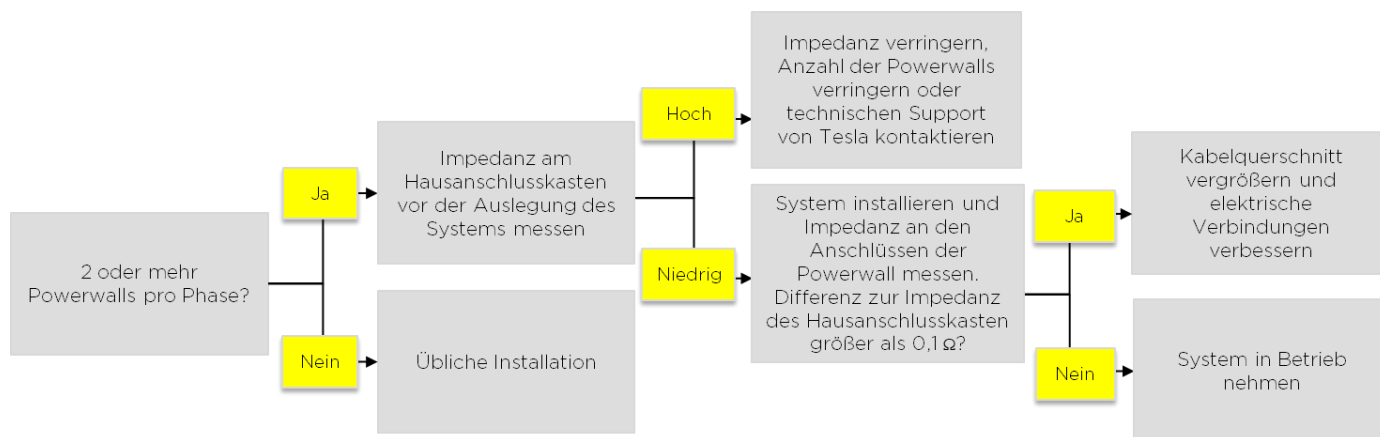 2 oder mehr
Powerwalls pro Phase?
Ja
Nein
Impedanz am
Hausanschlusskasten
vor der Auslegung des
Systems messen
Übliche Installation
Hoch
Niedrig
Impedanz verringern,
Anzahl der Powerwalls
verringern oder
technischen Support
von Tesla kontaktieren
System installieren und
Impedanz an den
Anschlüssen der
Powerwall messen.
Differenz zur Impedanz
des Hausanschlusskasten
größer als 0,1 Ω?
Ja
Nein
Kabelquerschnitt
vergrößern und
elektrische
Verbindungen
verbessern
System in Betrieb
nehmen